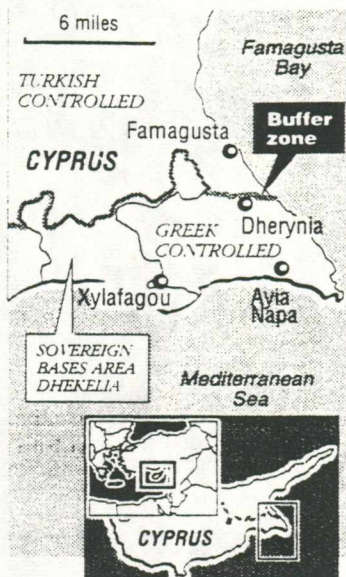 6 miles
Famagusta
Bay
TURKISH
CONTROLLED
Buffer
zone
Famagusta
CYPRUS
Dherynia
GREEK
CONTROLLED
Xylafagou
Ayia
Napa
SOVEREIGN
BASES AREA
DHEKELIA
Mediterranean
Sea
CYPRUS